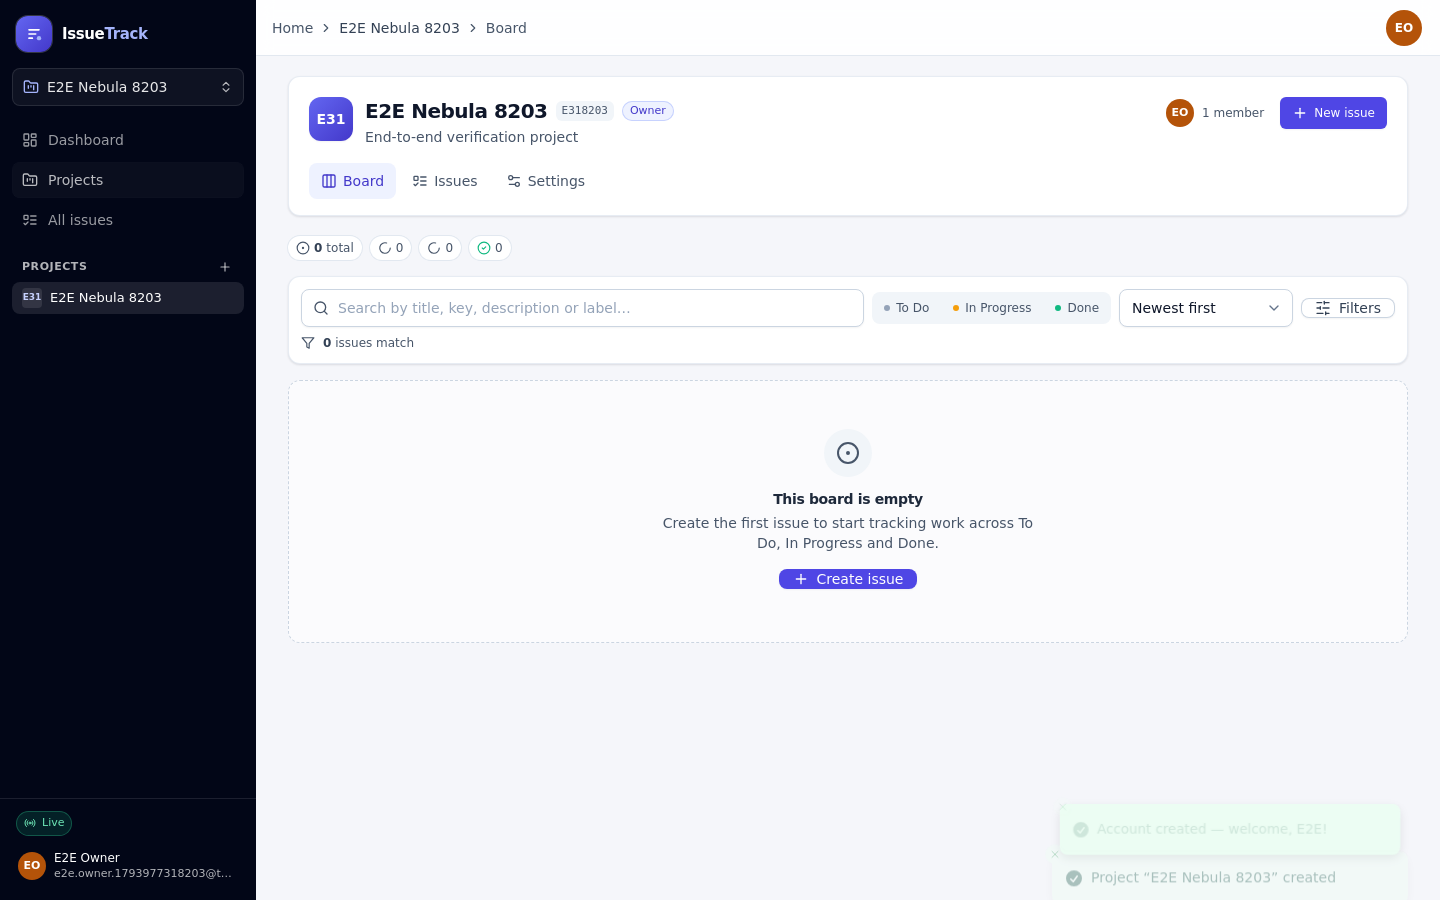 IssueTrack
E2E Nebula 8203
Dashboard
Projects
All issues
PROJECTS
E31 E2E Nebula 8203
Live
EO
E2E Owner
e2e.owner.1793977318203@t...
Home > E2E Nebula 8203 > Board
EO
E31
E2E Nebula 8203 E318203 Owner
End-to-end verification project
EO 1 member
New issue
Board Issues Settings
0 total 0 0 0
Search by title, key, description or label...
To Do In Progress Done
Newest first
Filters
0 issues match
This board is empty
Create the first issue to start tracking work across To
Do, In Progress and Done.
Create issue
Account created — welcome, E2E!
Project “E2E Nebula 8203” created